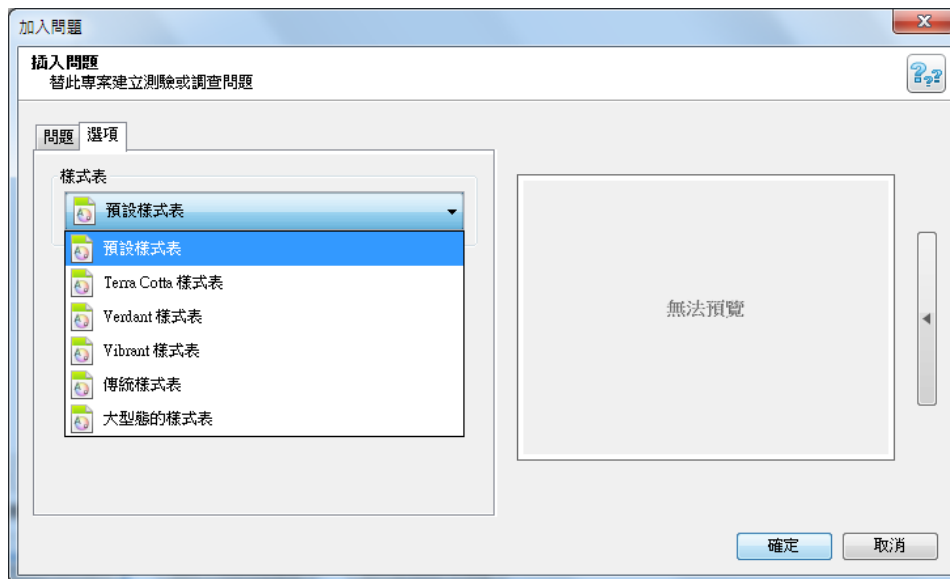 加入問題
插入問題
替此專案建立測驗或調查問題
問題 選項
樣式表
預設樣式表
預設樣式表
Terra Cotta 樣式表
Verdant 樣式表
Vibrant 樣式表
傳統樣式表
大型態的樣式表
無法預覽
確定 取消